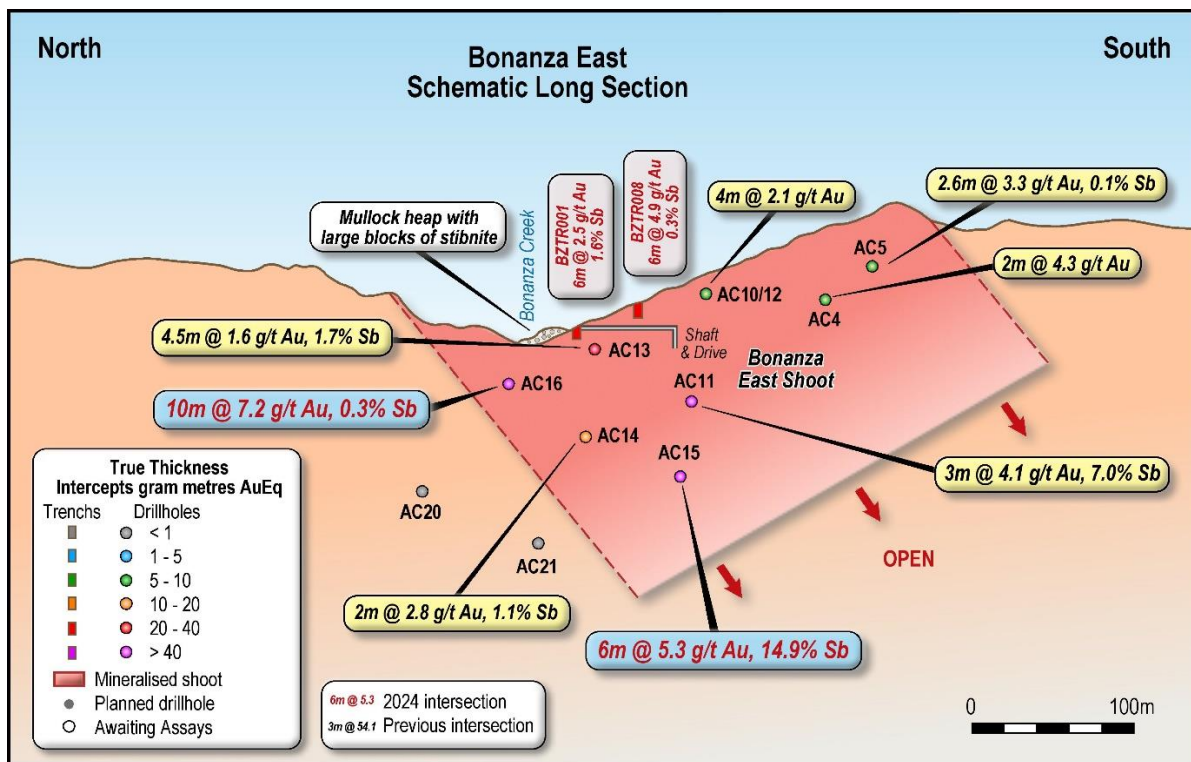 North
Bonanza East
Schematic Long Section
South
Mullock heap with
large blocks of stibnite
Bonanza Creek
BZTR001
6m @ 2.5 g/t Au
1.6% Sb
BZTR008
6m @ 4.9 g/t Au
0.3% Sb
4m @ 2.1 g/t Au
2.6m @ 3.3 g/t Au, 0.1% Sb
AC5
2m @ 4.3 g/t Au
AC10/12
AC4
4.5m @ 1.6 g/t Au, 1.7% Sb
AC13
Shaft
& Drive
Bonanza
East Shoot
AC16
AC11
10m @ 7.2 g/t Au, 0.3% Sb
AC14
AC15
3m @ 4.1 g/t Au, 7.0% Sb
AC20
AC21
OPEN
2m @ 2.8 g/t Au, 1.1% Sb
6m @ 5.3 g/t Au, 14.9% Sb
True Thickness
Intercepts gram metres AuEq
Trenchs Drillholes
< 1
1 - 5
5 - 10
10 - 20
20 - 40
> 40
Mineralised shoot
Planned drillhole
Awaiting Assays
6m @ 5.3 2024 intersection
3m @ 54.1 Previous intersection
0 100m